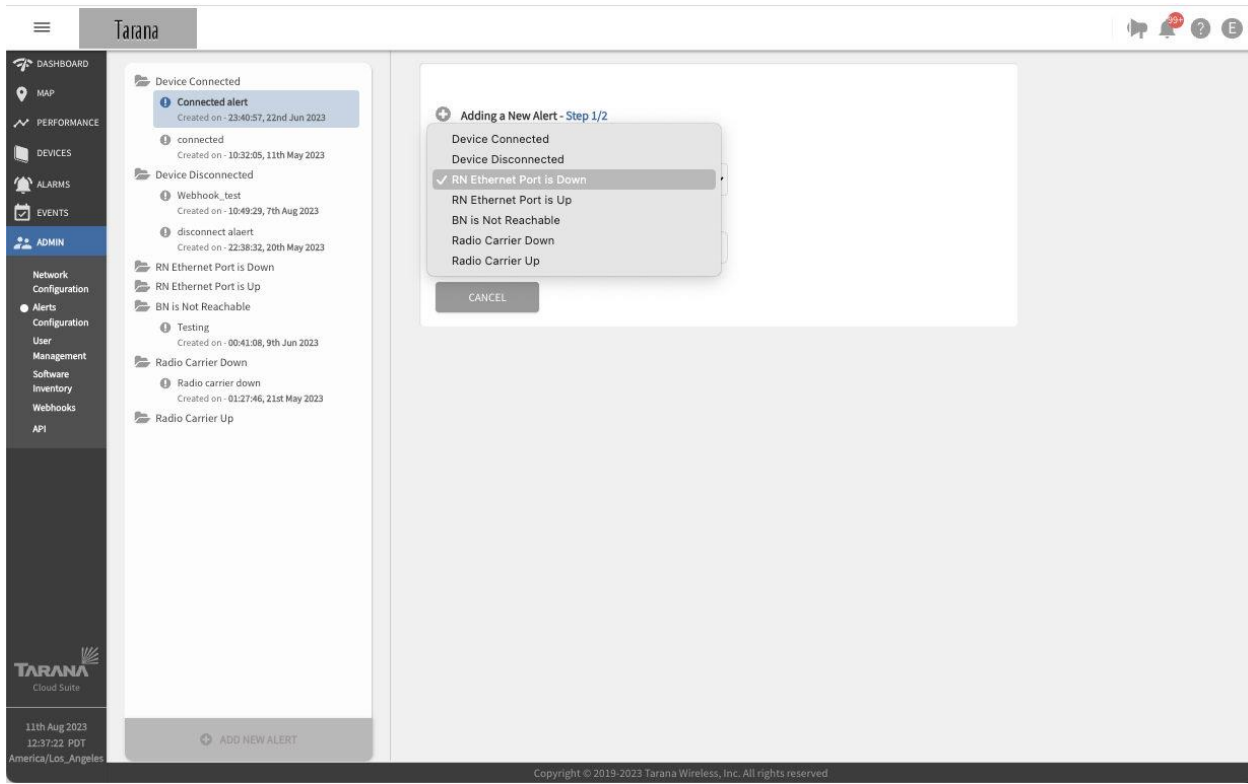 Tarana
99+
?
E
DASHBOARD
MAP
PERFORMANCE
DEVICES
ALARMS
EVENTS
ADMIN
Network
Configuration
Alerts
Configuration
User
Management
Software
Inventory
Webhooks
API
TARANA
Cloud Suite
11th Aug 2023
12:37:22 PDT
America/Los_Angeles
Device Connected
Connected alert
Created on - 23:40:57, 22nd Jun 2023
connected
Created on - 10:32:05, 11th May 2023
Device Disconnected
Webhook_test
Created on - 10:49:29, 7th Aug 2023
disconnect alaert
Created on - 22:38:32, 20th May 2023
RN Ethernet Port is Down
RN Ethernet Port is Up
BN is Not Reachable
Testing
Created on - 00:41:08, 9th Jun 2023
Radio Carrier Down
Radio carrier down
Created on - 01:27:46, 21st May 2023
Radio Carrier Up
ADD NEW ALERT
Adding a New Alert - Step 1/2
Device Connected
Device Disconnected
✓ RN Ethernet Port is Down
RN Ethernet Port is Up
BN is Not Reachable
Radio Carrier Down
Radio Carrier Up
CANCEL
Copyright © 2019-2023 Tarana Wireless, Inc. All rights reserved